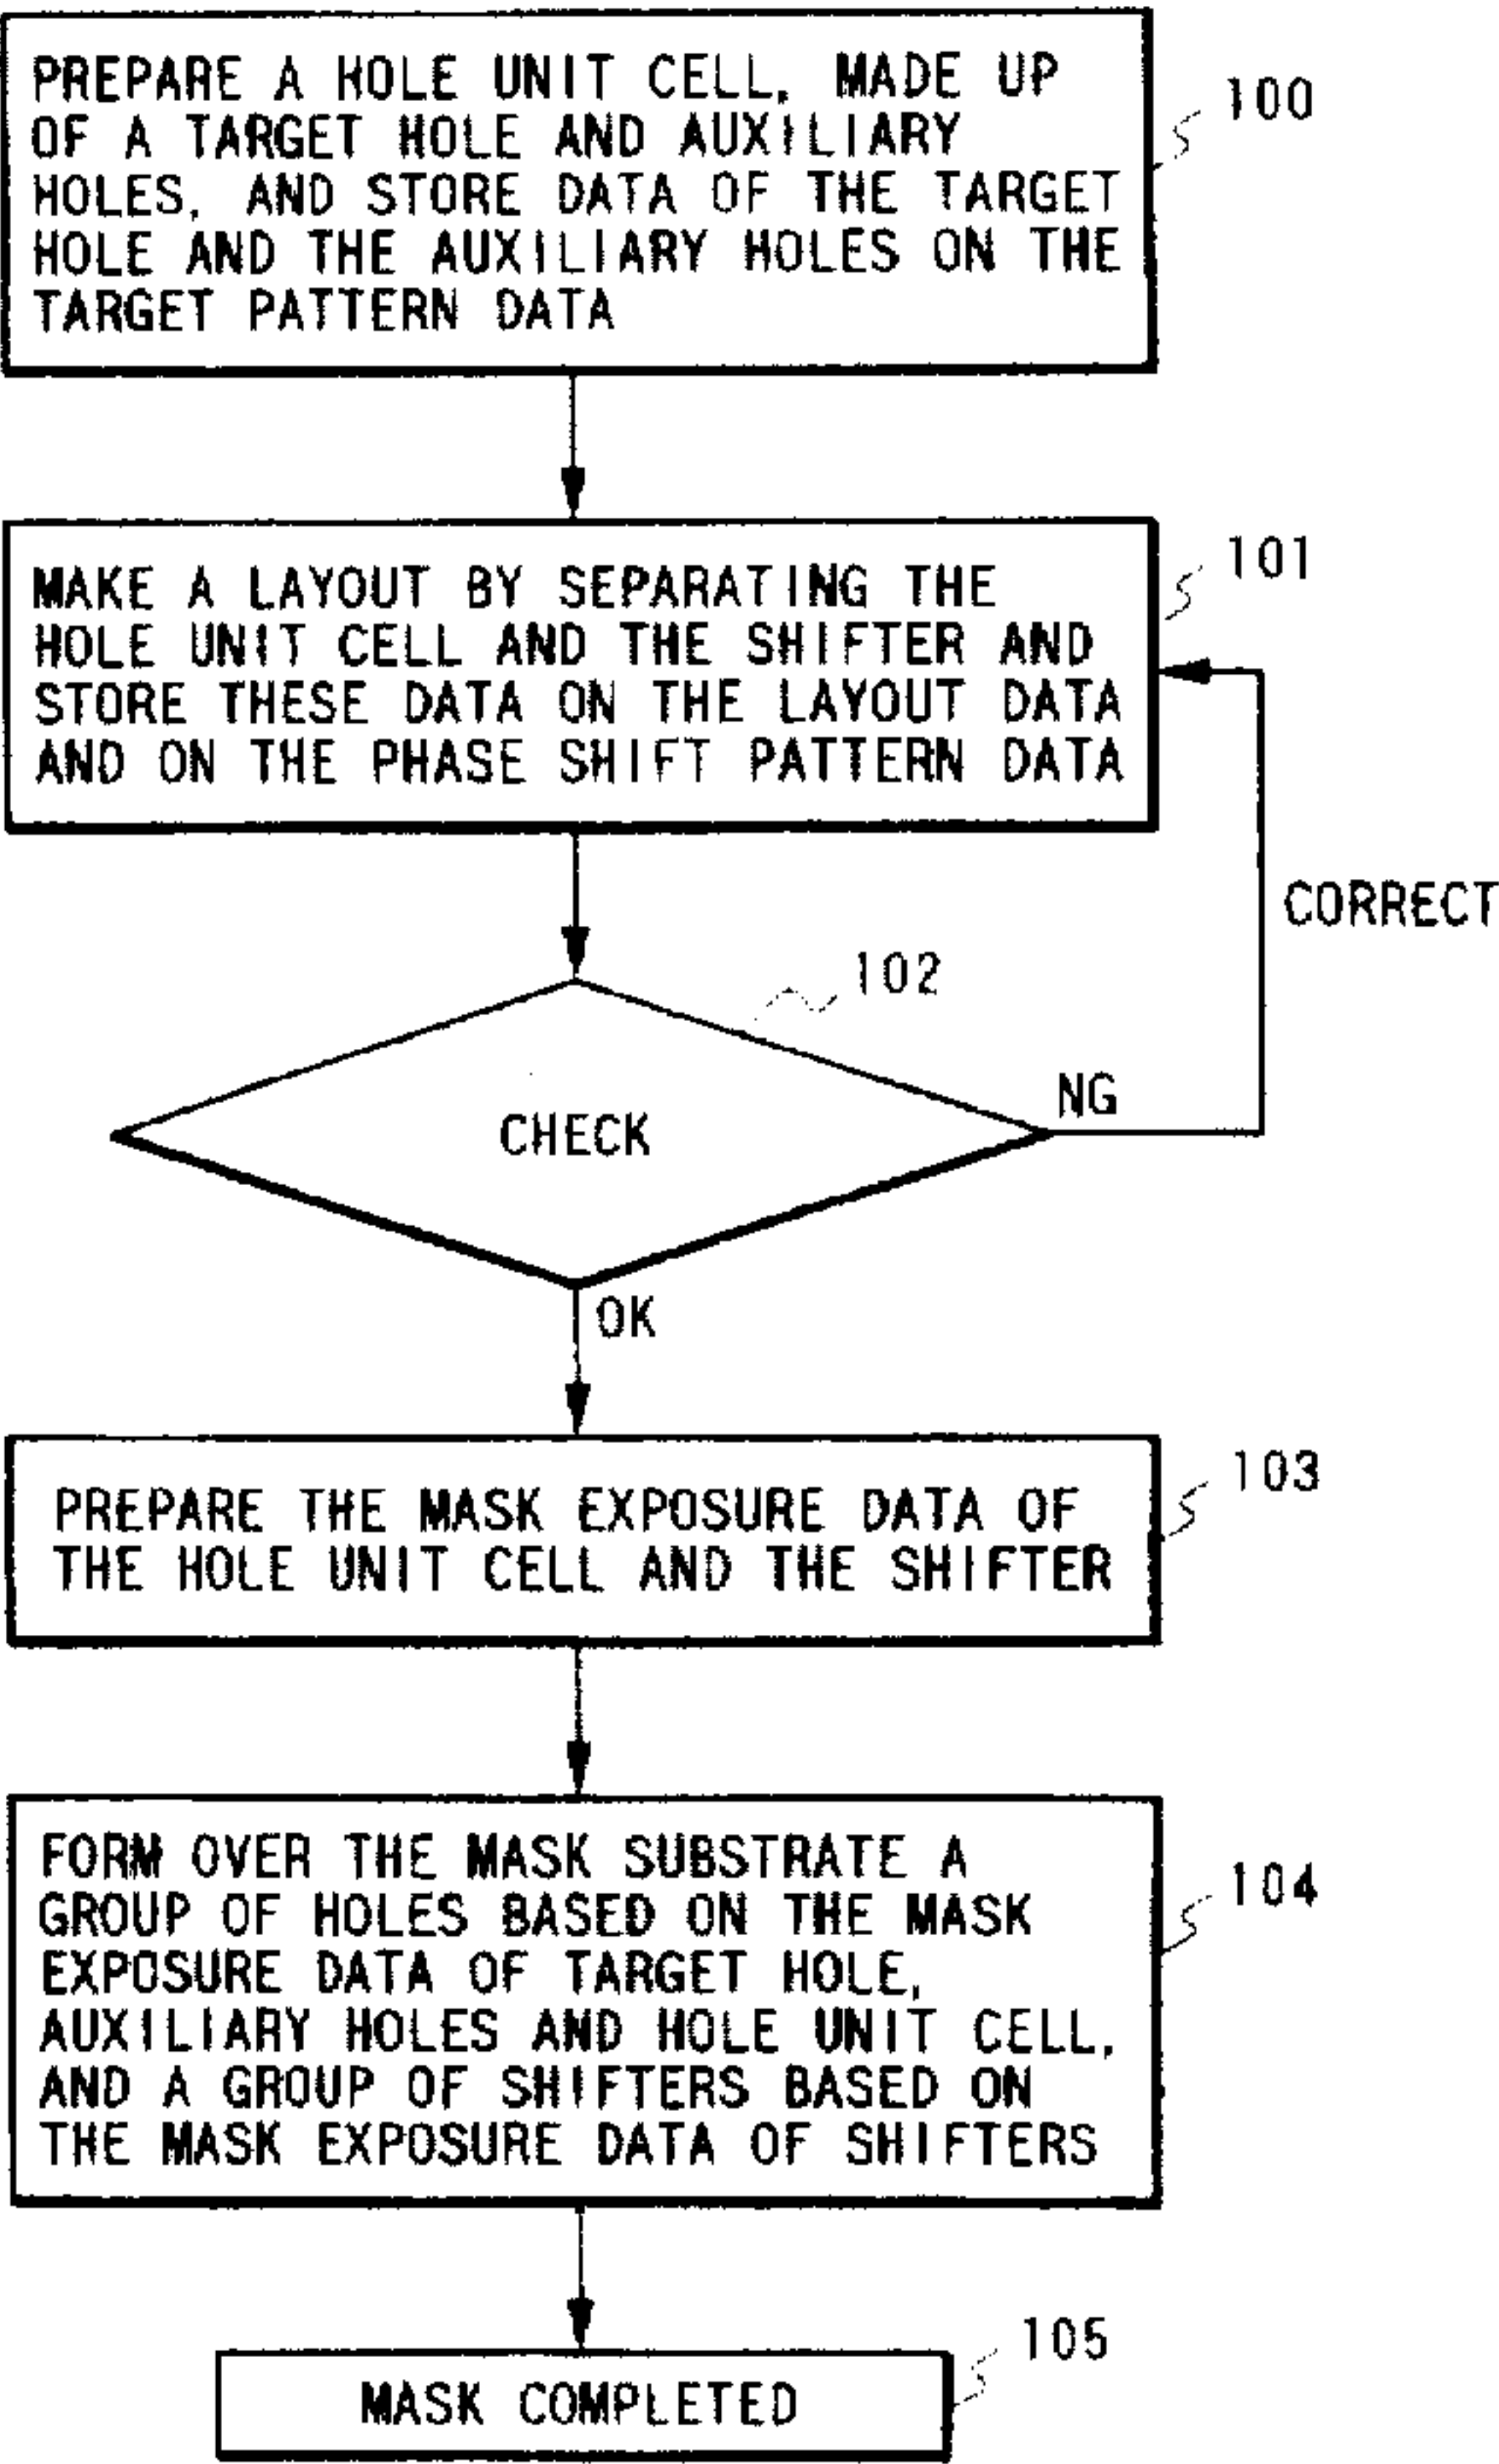 PREPARE A HOLE UNIT CELL, MADE UP
OF A TARGET HOLE AND AUXILIARY
HOLES, AND STORE DATA OF THE TARGET
HOLE AND THE AUXILIARY HOLES ON THE
TARGET PATTERN DATA
100
MAKE A LAYOUT BY SEPARATING THE
HOLE UNIT CELL AND THE SHIFTER AND
STORE THESE DATA ON THE LAYOUT DATA
AND ON THE PHASE SHIFT PATTERN DATA
101
CORRECT
102
CHECK
NG
OK
PREPARE THE MASK EXPOSURE DATA OF
THE HOLE UNIT CELL AND THE SHIFTER
103
FORM OVER THE MASK SUBSTRATE A
GROUP OF HOLES BASED ON THE MASK
EXPOSURE DATA OF TARGET HOLE,
AUXILIARY HOLES AND HOLE UNIT CELL,
AND A GROUP OF SHIFTERS BASED ON
THE MASK EXPOSURE DATA OF SHIFTERS
104
MASK COMPLETED
105